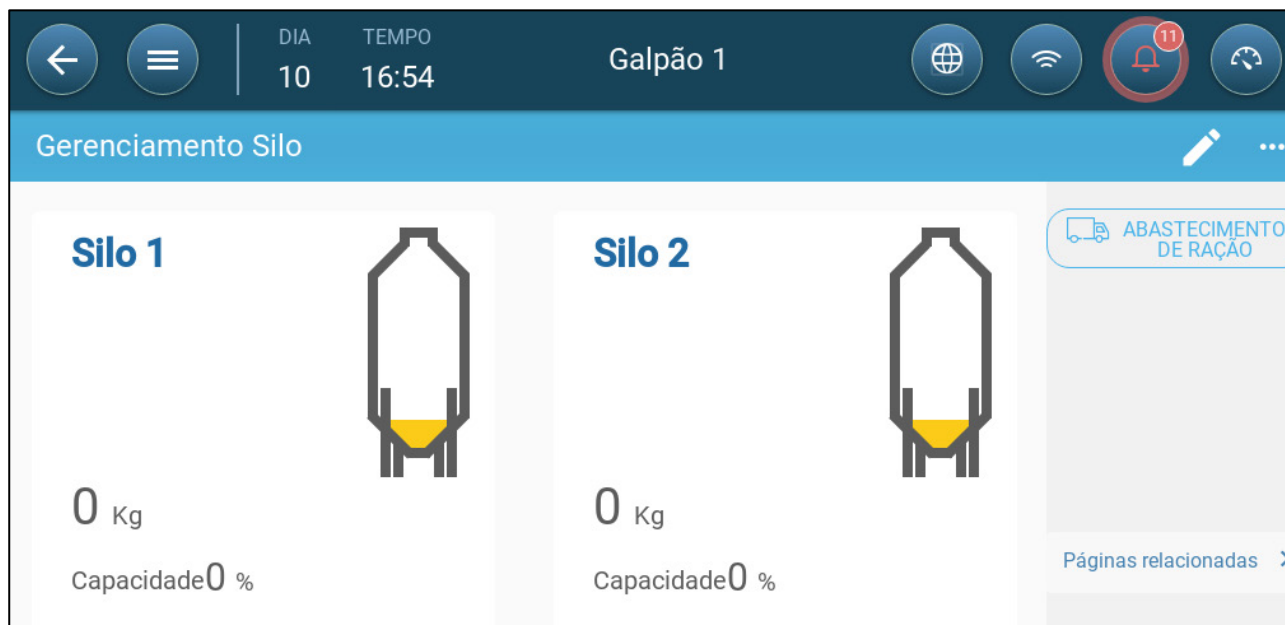 DIA TEMPO
10 16:54
Galpão 1
11
Gerenciamento Silo
Silo 1
0 Kg
Capacidade0 %
Silo 2
0 Kg
Capacidade0 %
ABASTECIMENTO
DE RAÇÃO
Páginas relacionadas